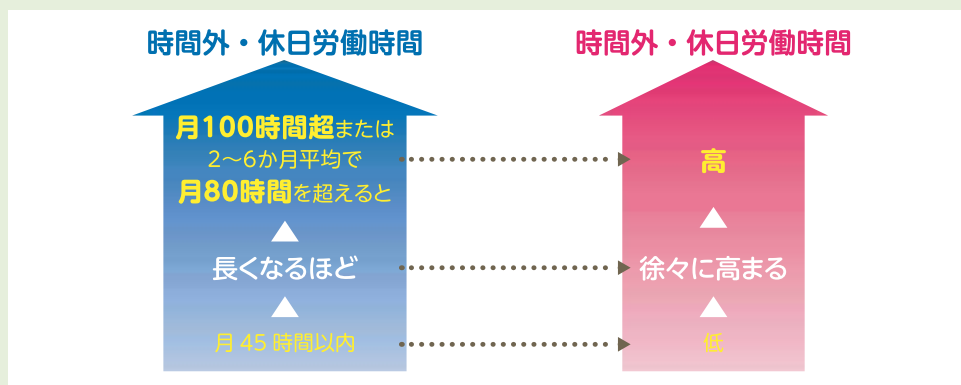 時間外・休日労働時間
月100時間超または
2〜6か月平均で
月80時間を超えると
長くなるほど
月45時間以内
時間外・休日労働時間
高
徐々に高まる
低